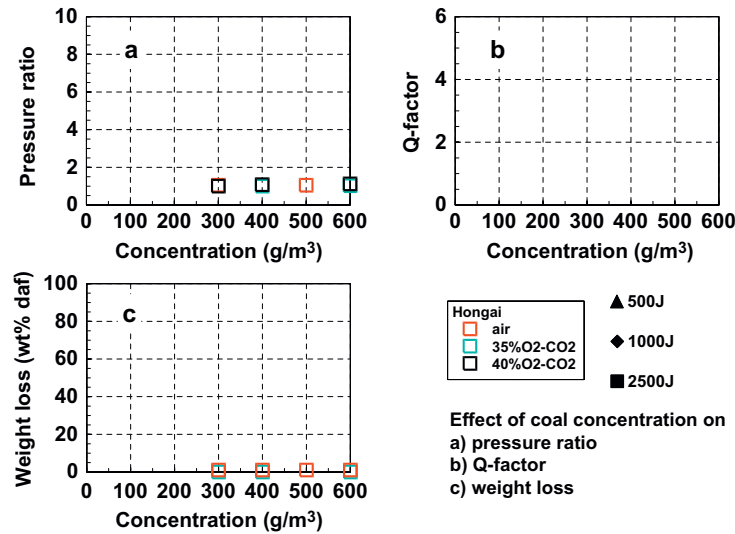 10
8
6
4
2
0
Pressure ratio
a
0 100 200 300 400 500 600
Concentration (g/m³)
6
4
2
0
Q-factor
b
0 100 200 300 400 500 600
Concentration (g/m³)
100
80
60
40
20
0
Weight loss (wt% daf)
c
0 100 200 300 400 500 600
Concentration (g/m³)
Hongai
air
35%O2-CO2
40%O2-CO2
500J
1000J
2500J
Effect of coal concentration on
a) pressure ratio
b) Q-factor
c) weight loss